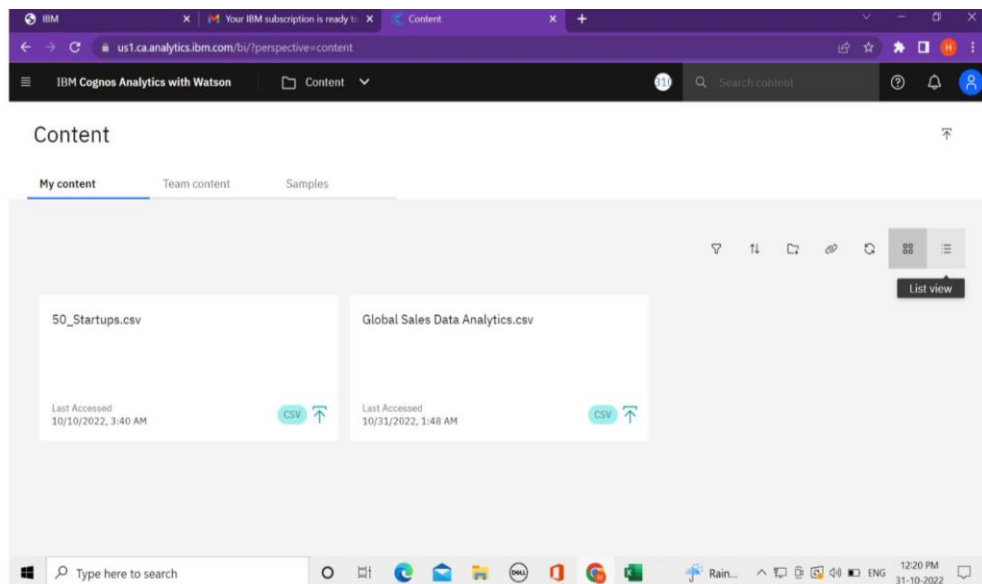 IBM
Your IBM subscription is ready to
Content
us1.ca.analytics.ibm.com/bi/?perspective=content
H
IBM Cognos Analytics with Watson
Content
Search content
Content
My content
Team content
Samples
List view
50_Startups.csv
Last Accessed
10/10/2022, 3:40 AM
CSV
Global Sales Data Analytics.csv
Last Accessed
10/31/2022, 1:48 AM
CSV
Type here to search
DELL
Rain...
ENG
12:20 PM
31-10-2022